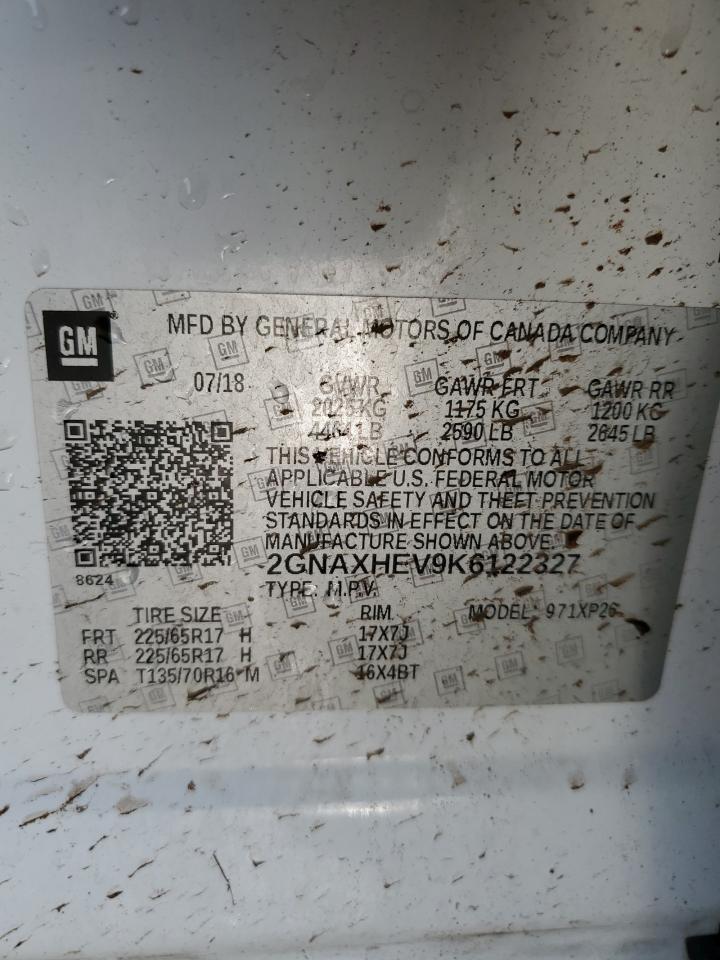 GM
MFD BY GENERAL MOTORS OF CANADA COMPANY
07/18 GVWR GAWR FRT GAWR RR
2025 KG 1175 KG 1200 KG
4464 LB 2590 LB 2645 LB
THIS VEHICLE CONFORMS TO ALL
APPLICABLE U.S. FEDERAL MOTOR
VEHICLE SAFETY AND THEFT PREVENTION
STANDARDS IN EFFECT ON THE DATE OF
MANUFACTURE SHOWN ABOVE.
8624
2GNAXHEV9K6122327
TYPE: M.P.V.
TIRE SIZE RIM MODEL: 971XP26
FRT 225/65R17 H 17X7J
RR 225/65R17 H 17X7J
SPA T135/70R16 M 16X4BT